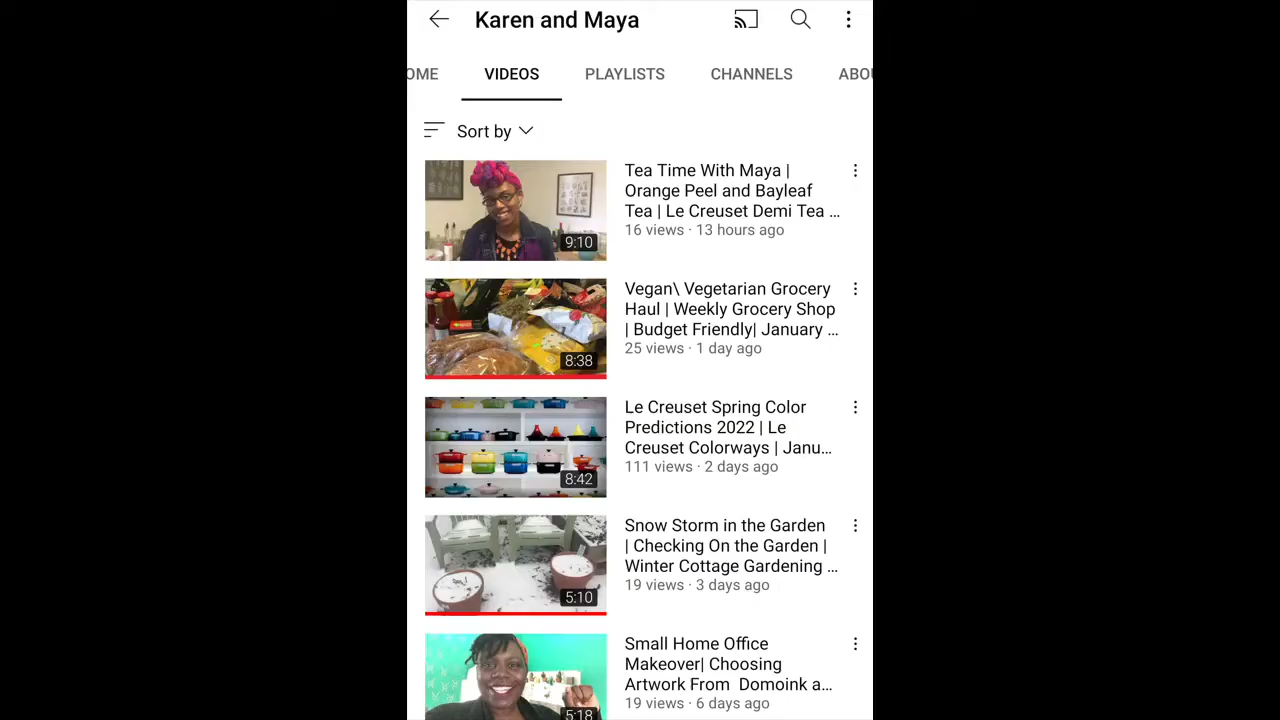 Karen and Maya
OME VIDEOS PLAYLISTS CHANNELS ABOU
Sort by
9:10
Tea Time With Maya |
Orange Peel and Bayleaf
Tea | Le Creuset Demi Tea ...
16 views · 13 hours ago
8:38
Vegan\ Vegetarian Grocery
Haul | Weekly Grocery Shop
| Budget Friendly| January ...
25 views · 1 day ago
8:42
Le Creuset Spring Color
Predictions 2022 | Le
Creuset Colorways | Janu...
111 views · 2 days ago
5:10
Snow Storm in the Garden
| Checking On the Garden |
Winter Cottage Gardening ...
19 views · 3 days ago
5:18
Small Home Office
Makeover| Choosing
Artwork From Domoink a...
19 views · 6 days ago